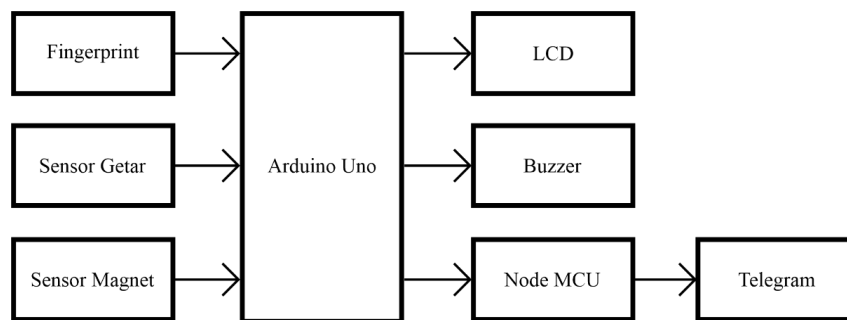 Fingerprint
LCD
Sensor Getar
Arduino Uno
Buzzer
Sensor Magnet
Node MCU
Telegram